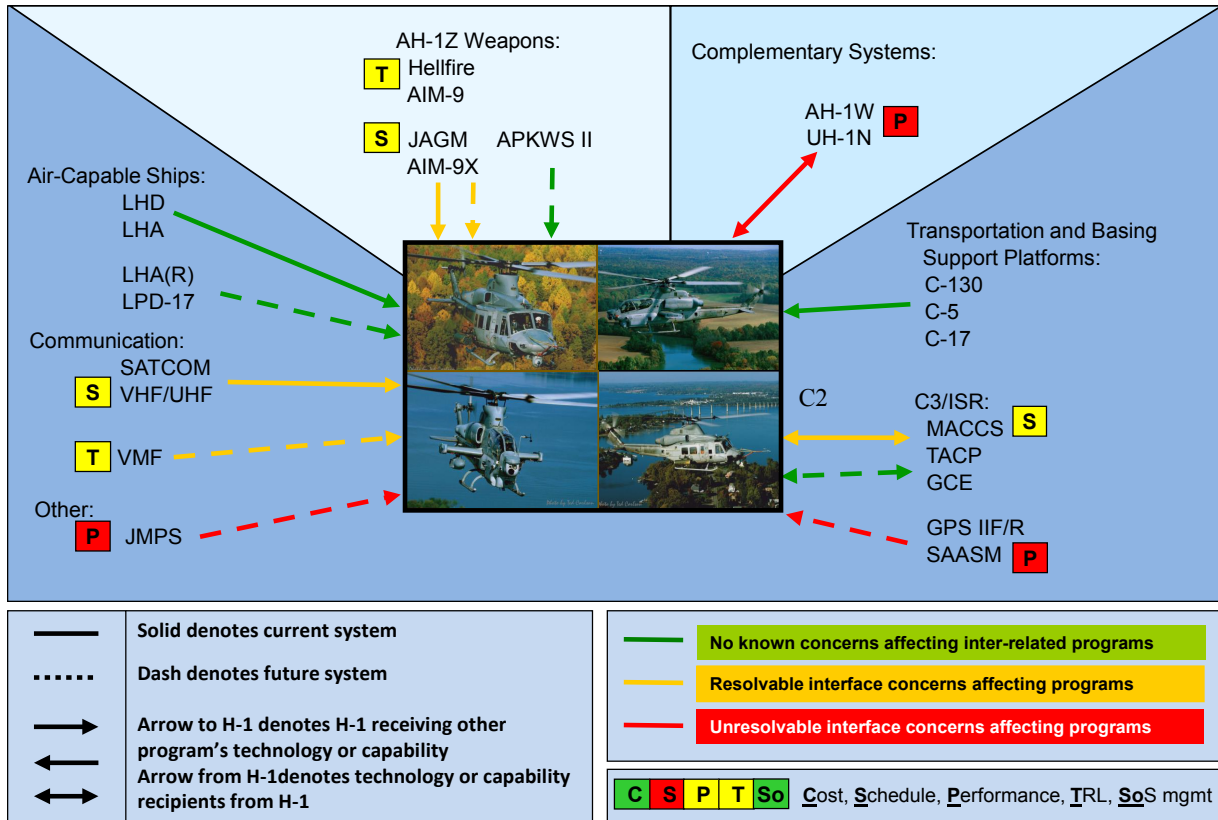 AH-1Z Weapons:
T
Hellfire
AIM-9
S
JAGM
AIM-9X
APKWS II
Complementary Systems:
AH-1W
UH-1N
P
Air-Capable Ships:
LHD
LHA
LHA(R)
LPD-17
Communication:
SATCOM
S
VHF/UHF
T
VMF
Other:
P
JMPS
Transportation and Basing
Support Platforms:
C-130
C-5
C-17
C2
C3/ISR:
MACCS
S
TACP
GCE
GPS IIF/R
SAASM
P
Solid denotes current system
Dash denotes future system
Arrow to H-1 denotes H-1 receiving other
program's technology or capability
Arrow from H-1denotes technology or capability
recipients from H-1
No known concerns affecting inter-related programs
Resolvable interface concerns affecting programs
Unresolvable interface concerns affecting programs
C S P T So Cost, Schedule, Performance, TRL, SoS mgmt